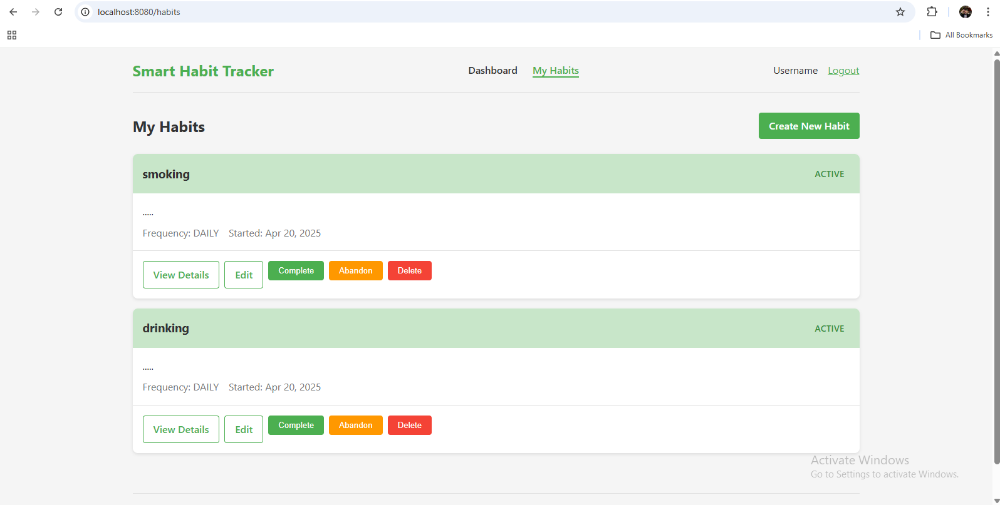 localhost:8080/habits
All Bookmarks
Smart Habit Tracker Dashboard My Habits Username Logout
My Habits Create New Habit
smoking ACTIVE
.....
Frequency: DAILY Started: Apr 20, 2025
View Details Edit Complete Abandon Delete
drinking ACTIVE
.....
Frequency: DAILY Started: Apr 20, 2025
View Details Edit Complete Abandon Delete
Activate Windows
Go to Settings to activate Windows.